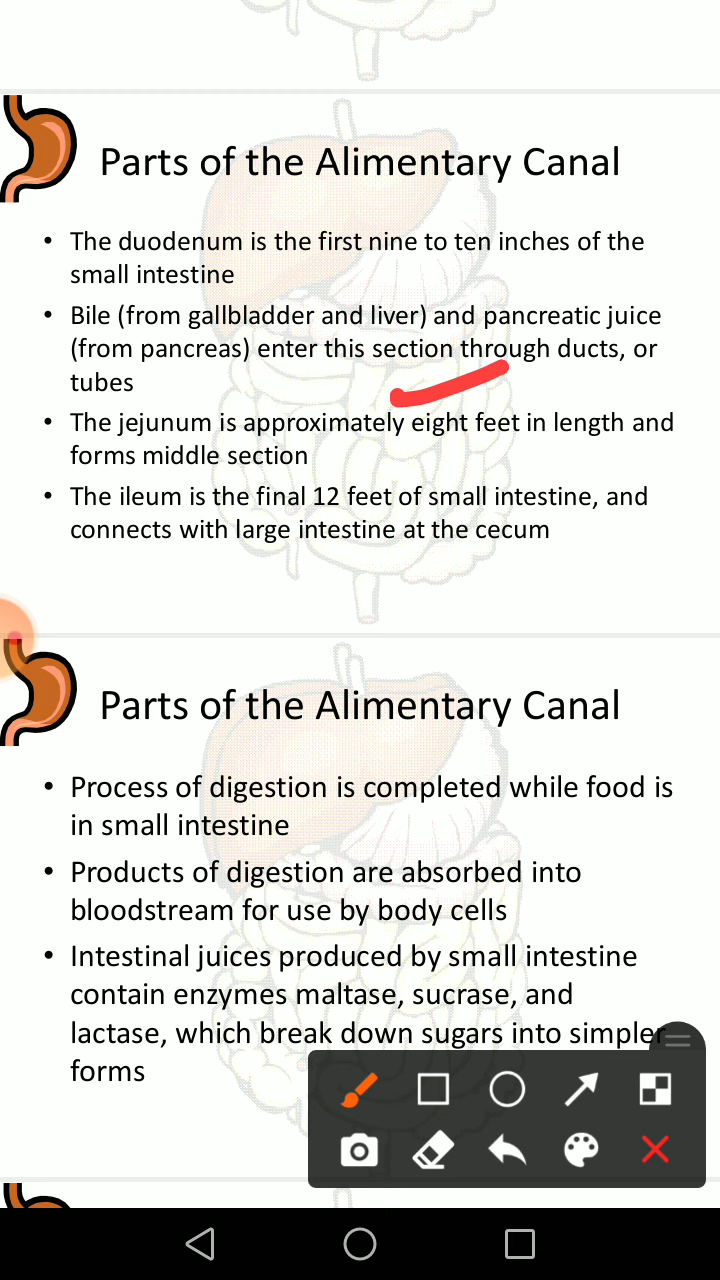 Parts of the Alimentary Canal
• The duodenum is the first nine to ten inches of the
small intestine
• Bile (from gallbladder and liver) and pancreatic juice
(from pancreas) enter this section through ducts, or
tubes
• The jejunum is approximately eight feet in length and
forms middle section
• The ileum is the final 12 feet of small intestine, and
connects with large intestine at the cecum
Parts of the Alimentary Canal
• Process of digestion is completed while food is
in small intestine
• Products of digestion are absorbed into
bloodstream for use by body cells
• Intestinal juices produced by small intestine
contain enzymes maltase, sucrase, and
lactase, which break down sugars into simpler
forms